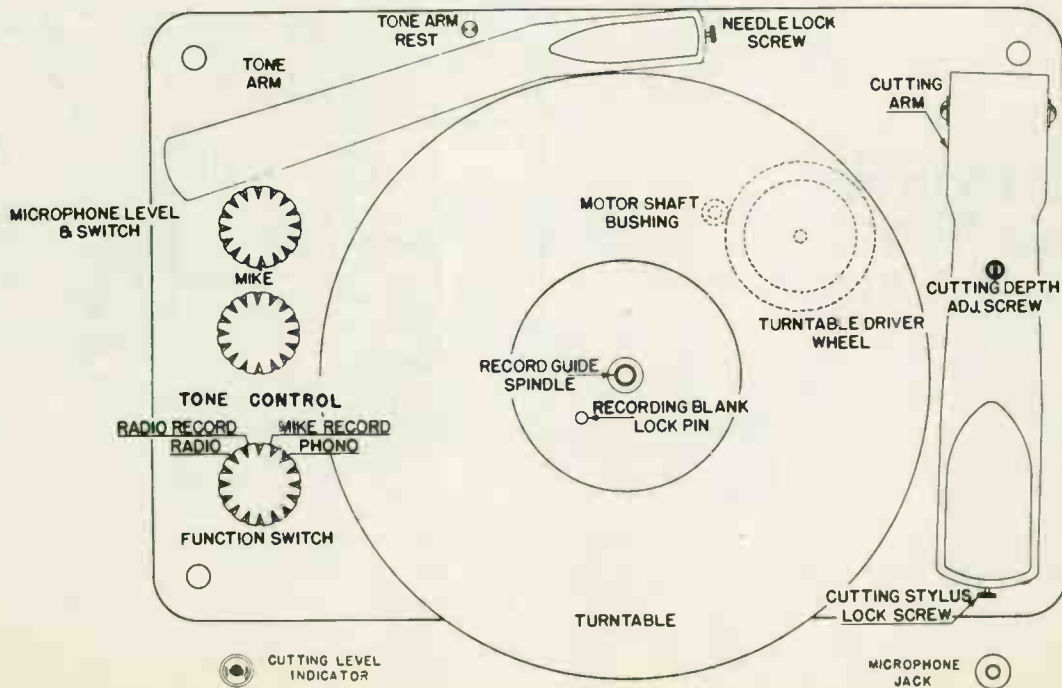 TONE ARM
REST
NEEDLE LOCK
SCREW
TONE
ARM
CUTTING
ARM
MICROPHONE LEVEL
& SWITCH
MOTOR SHAFT
BUSHING
MIKE
CUTTING DEPTH
ADJ. SCREW
TURNTABLE DRIVER
WHEEL
RECORD GUIDE
SPINDLE
RECORDING BLANK
LOCK PIN
TONE CONTROL
RADIO RECORD
MIKE RECORD
RADIO
PHONO
FUNCTION SWITCH
CUTTING STYLUS
LOCK SCREW
TURNTABLE
CUTTING LEVEL
INDICATOR
MICROPHONE
JACK